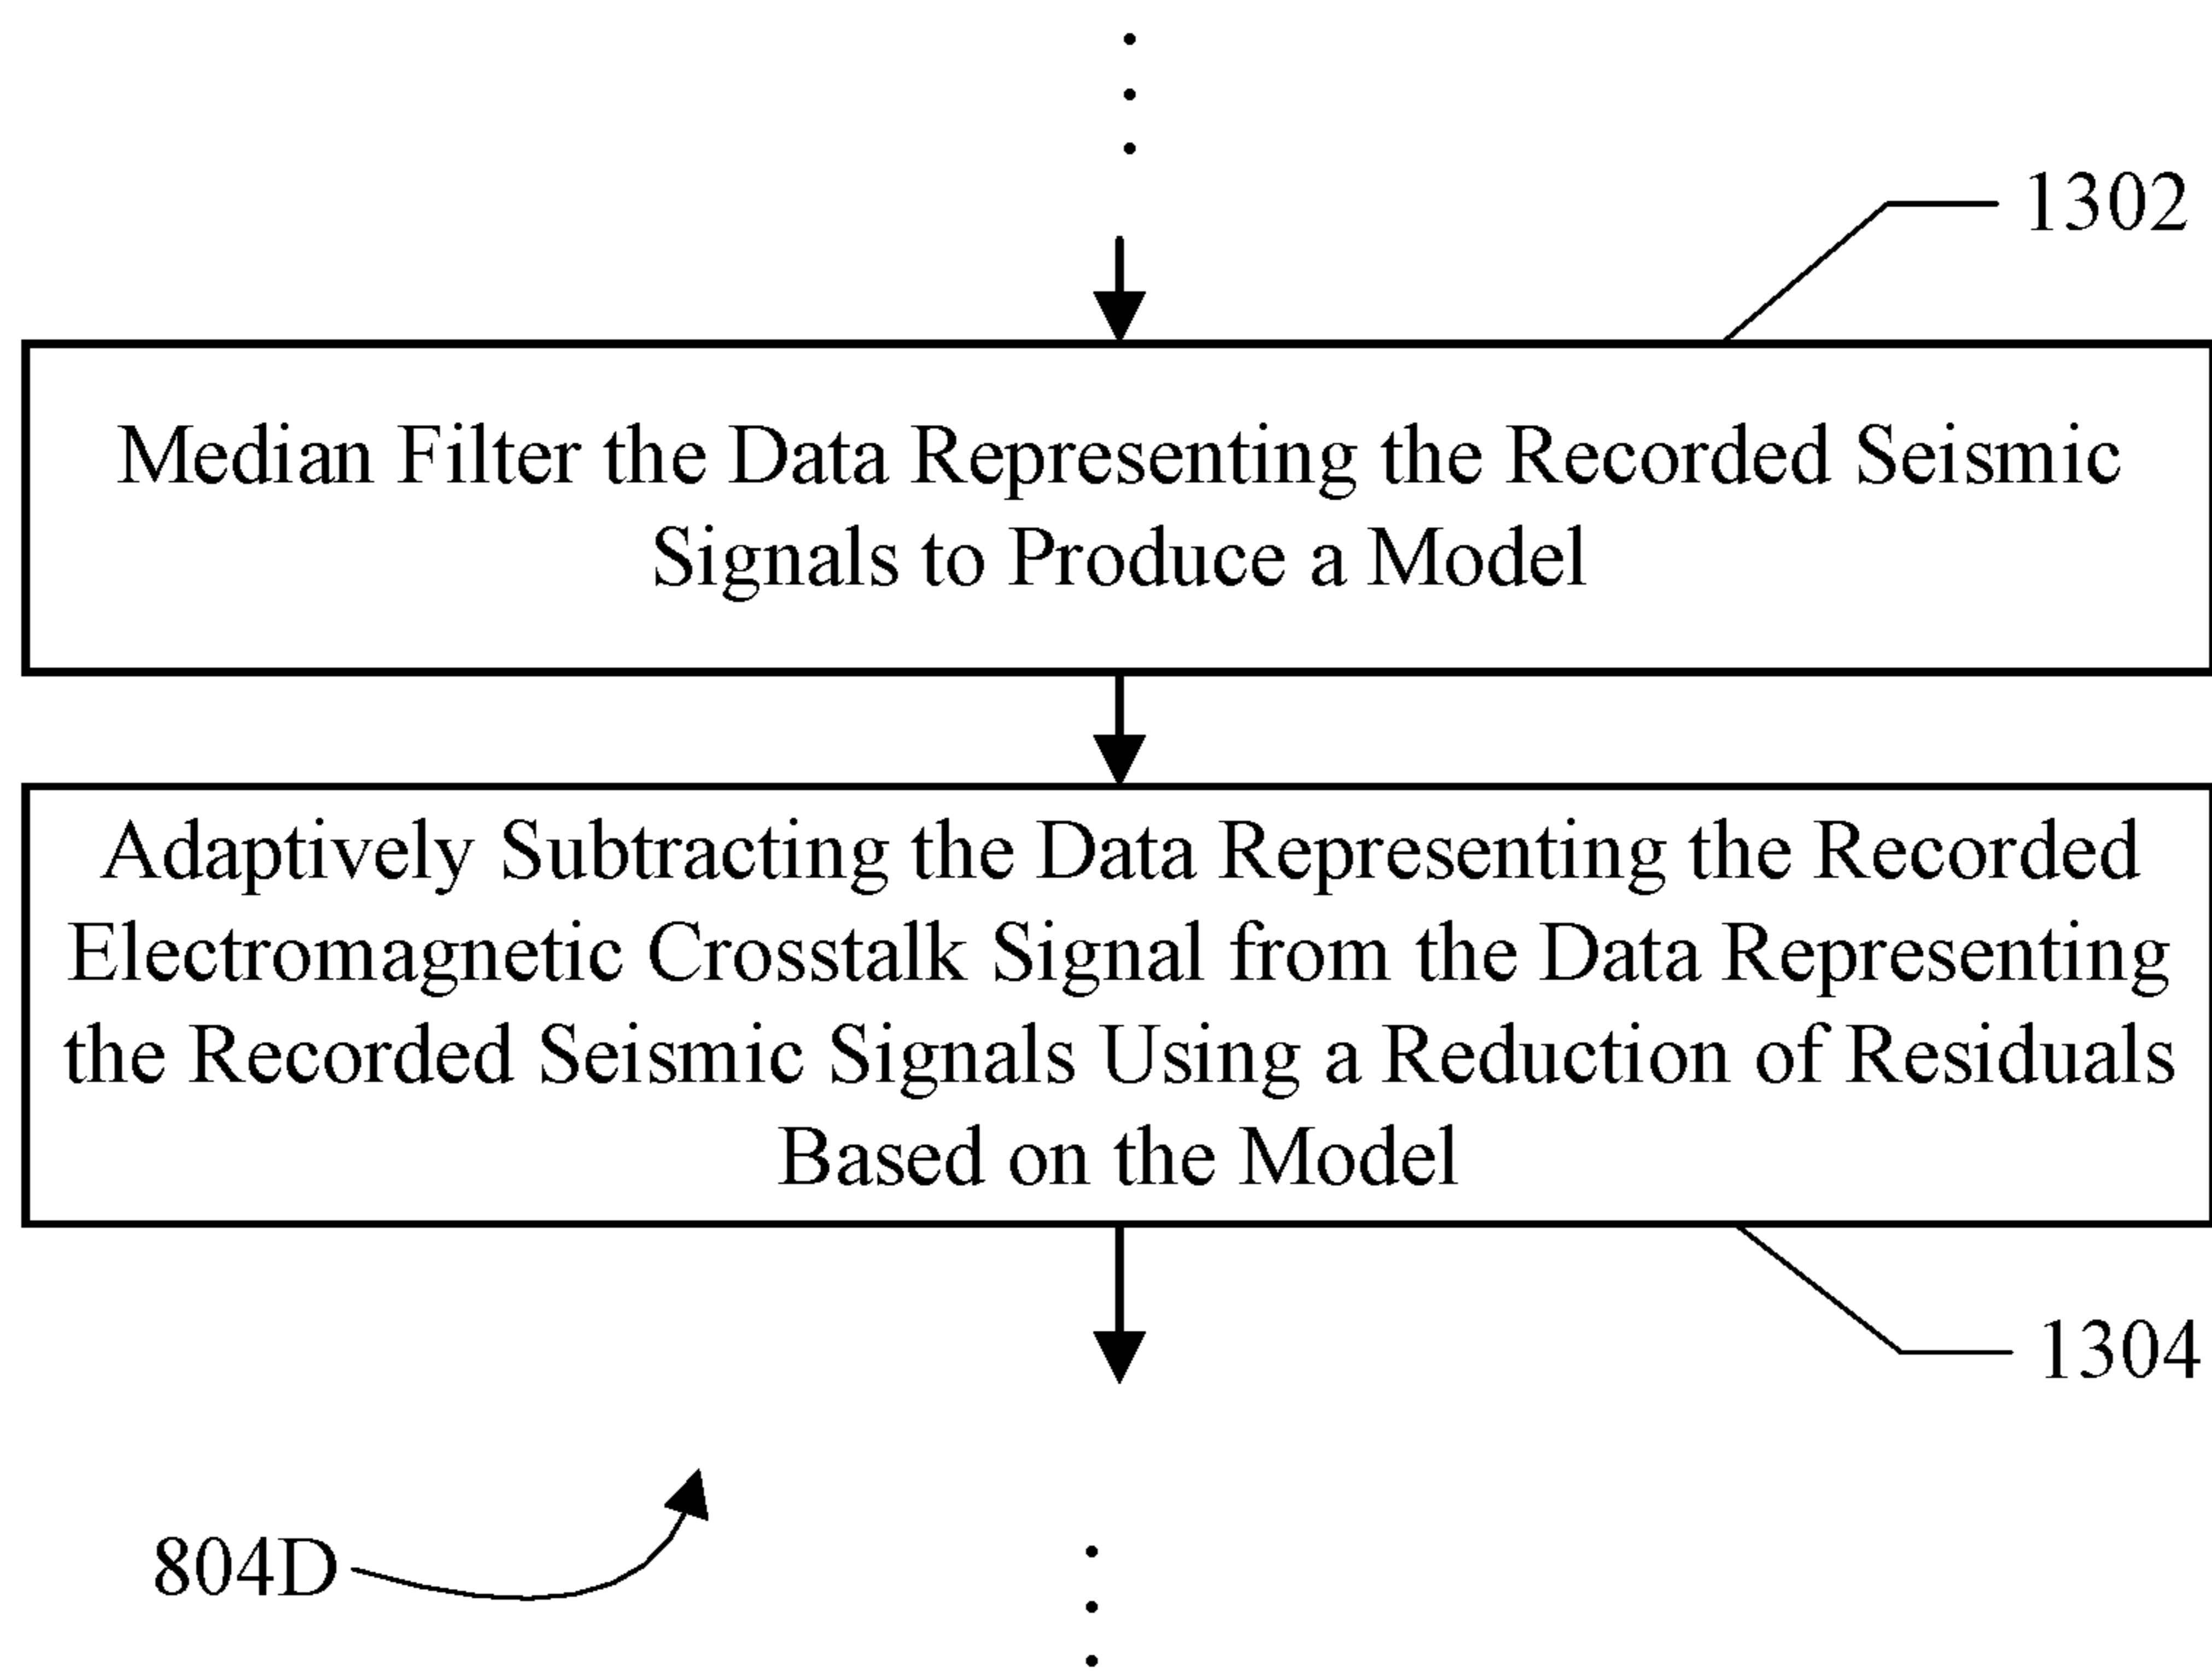 1302
Median Filter the Data Representing the Recorded Seismic
Signals to Produce a Model
Adaptively Subtracting the Data Representing the Recorded
Electromagnetic Crosstalk Signal from the Data Representing
the Recorded Seismic Signals Using a Reduction of Residuals
Based on the Model
1304
804D